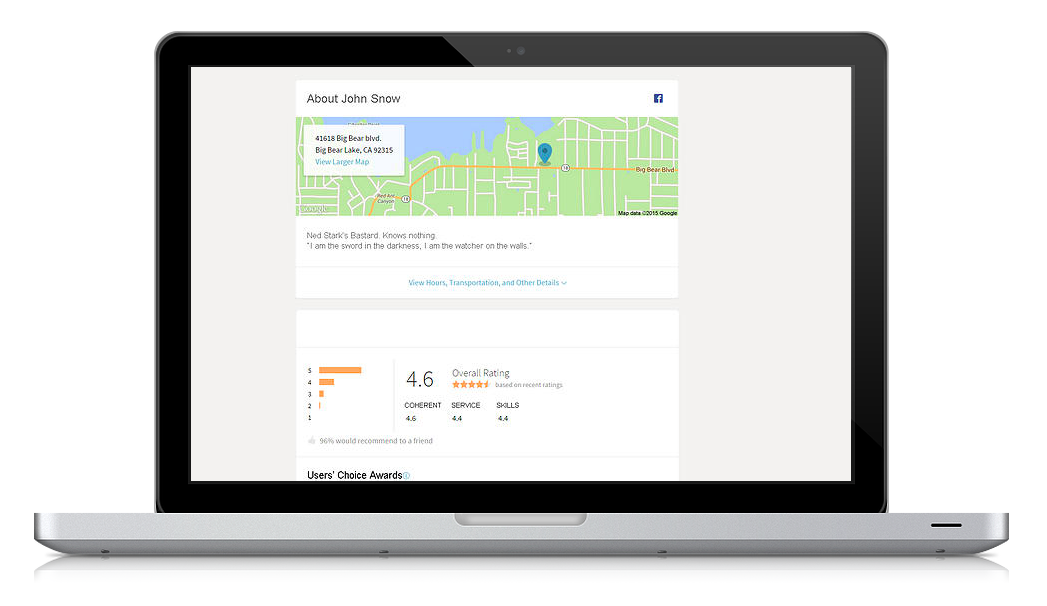 About John Snow
41618 Big Bear blvd.
Big Bear Lake, CA 92315
View Larger Map
18
Big Bear Blvd
Red Ant
Canyon
18
Google
Map data ©2015 Google
Ned Stark's Bastard. Knows nothing.
"I am the sword in the darkness, I am the watcher on the walls."
View Hours, Transportation, and Other Details
5
4
3
2
1
4.6
Overall Rating
based on recent ratings
COHERENT SERVICE SKILLS
4.6 4.4 4.4
96% would recommend to a friend
Users' Choice Awards